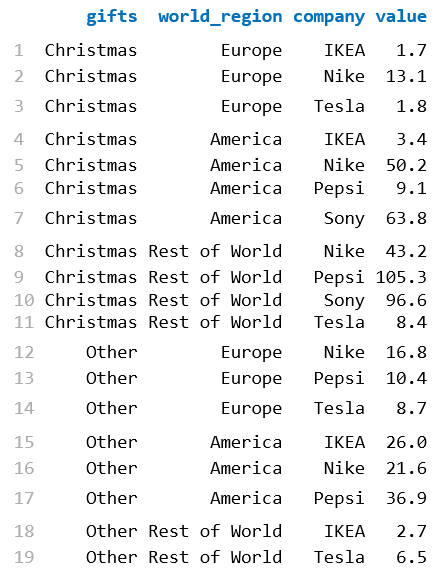 gifts world_region company value
1 Christmas Europe IKEA 1.7
2 Christmas Europe Nike 13.1
3 Christmas Europe Tesla 1.8
4 Christmas America IKEA 3.4
5 Christmas America Nike 50.2
6 Christmas America Pepsi 9.1
7 Christmas America Sony 63.8
8 Christmas Rest of World Nike 43.2
9 Christmas Rest of World Pepsi 105.3
10 Christmas Rest of World Sony 96.6
11 Christmas Rest of World Tesla 8.4
12 Other Europe Nike 16.8
13 Other Europe Pepsi 10.4
14 Other Europe Tesla 8.7
15 Other America IKEA 26.0
16 Other America Nike 21.6
17 Other America Pepsi 36.9
18 Other Rest of World IKEA 2.7
19 Other Rest of World Tesla 6.5